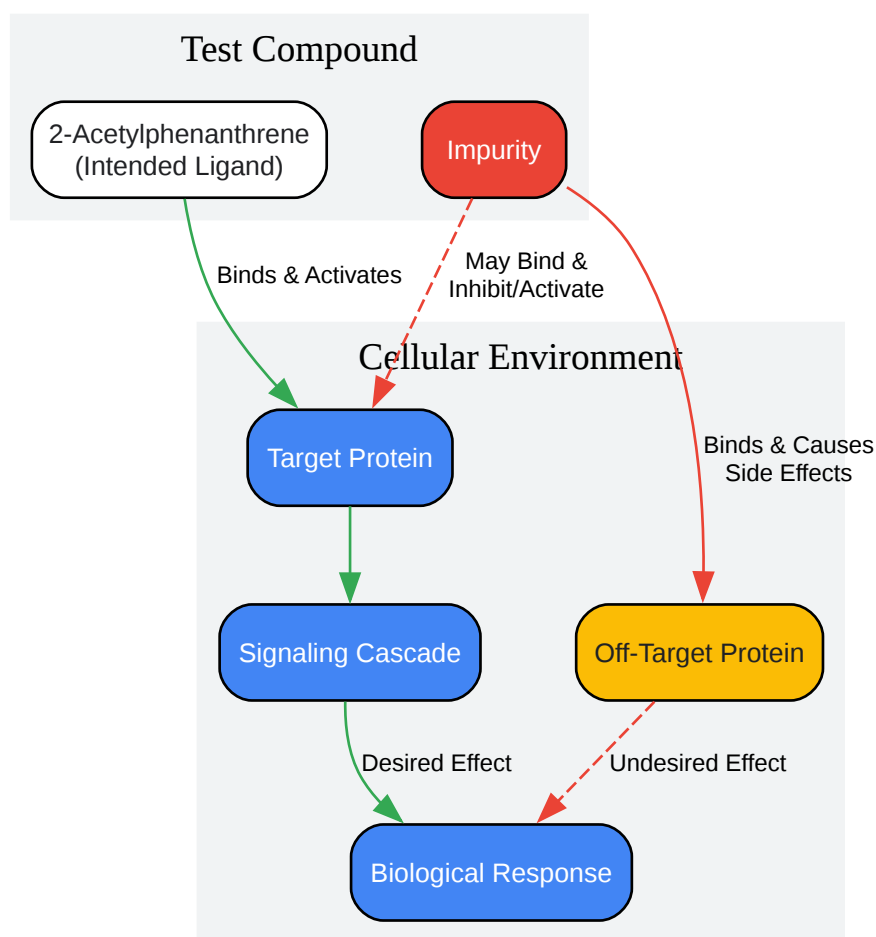 Test Compound
2-Acetylphenanthrene
(Intended Ligand)
Impurity
Binds & Activates
May Bind &
Inhibit/Activate
Cellular Environment
Binds & Causes
Side Effects
Target Protein
Signaling Cascade
Off-Target Protein
Desired Effect
Undesired Effect
Biological Response